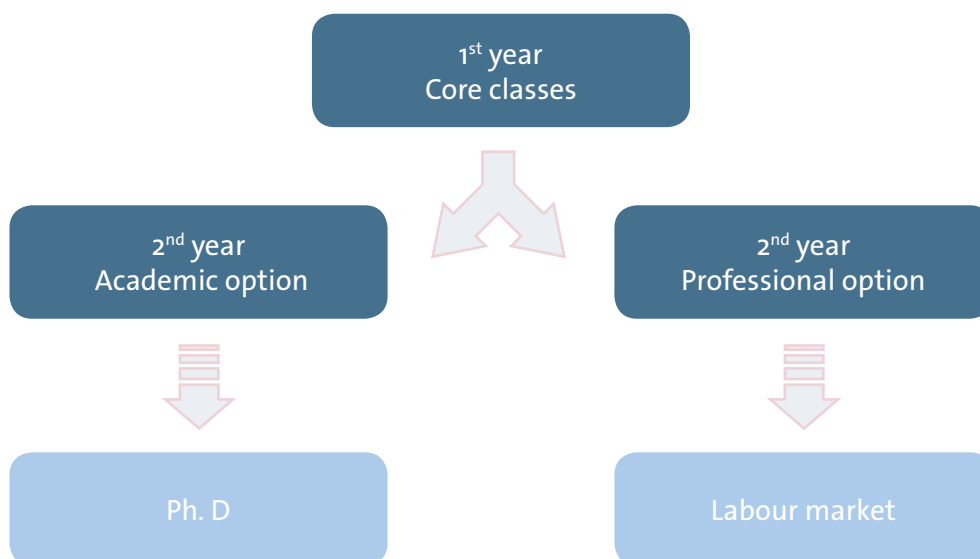 1st year
Core classes
2nd year
Academic option
2nd year
Professional option
Ph. D
Labour market